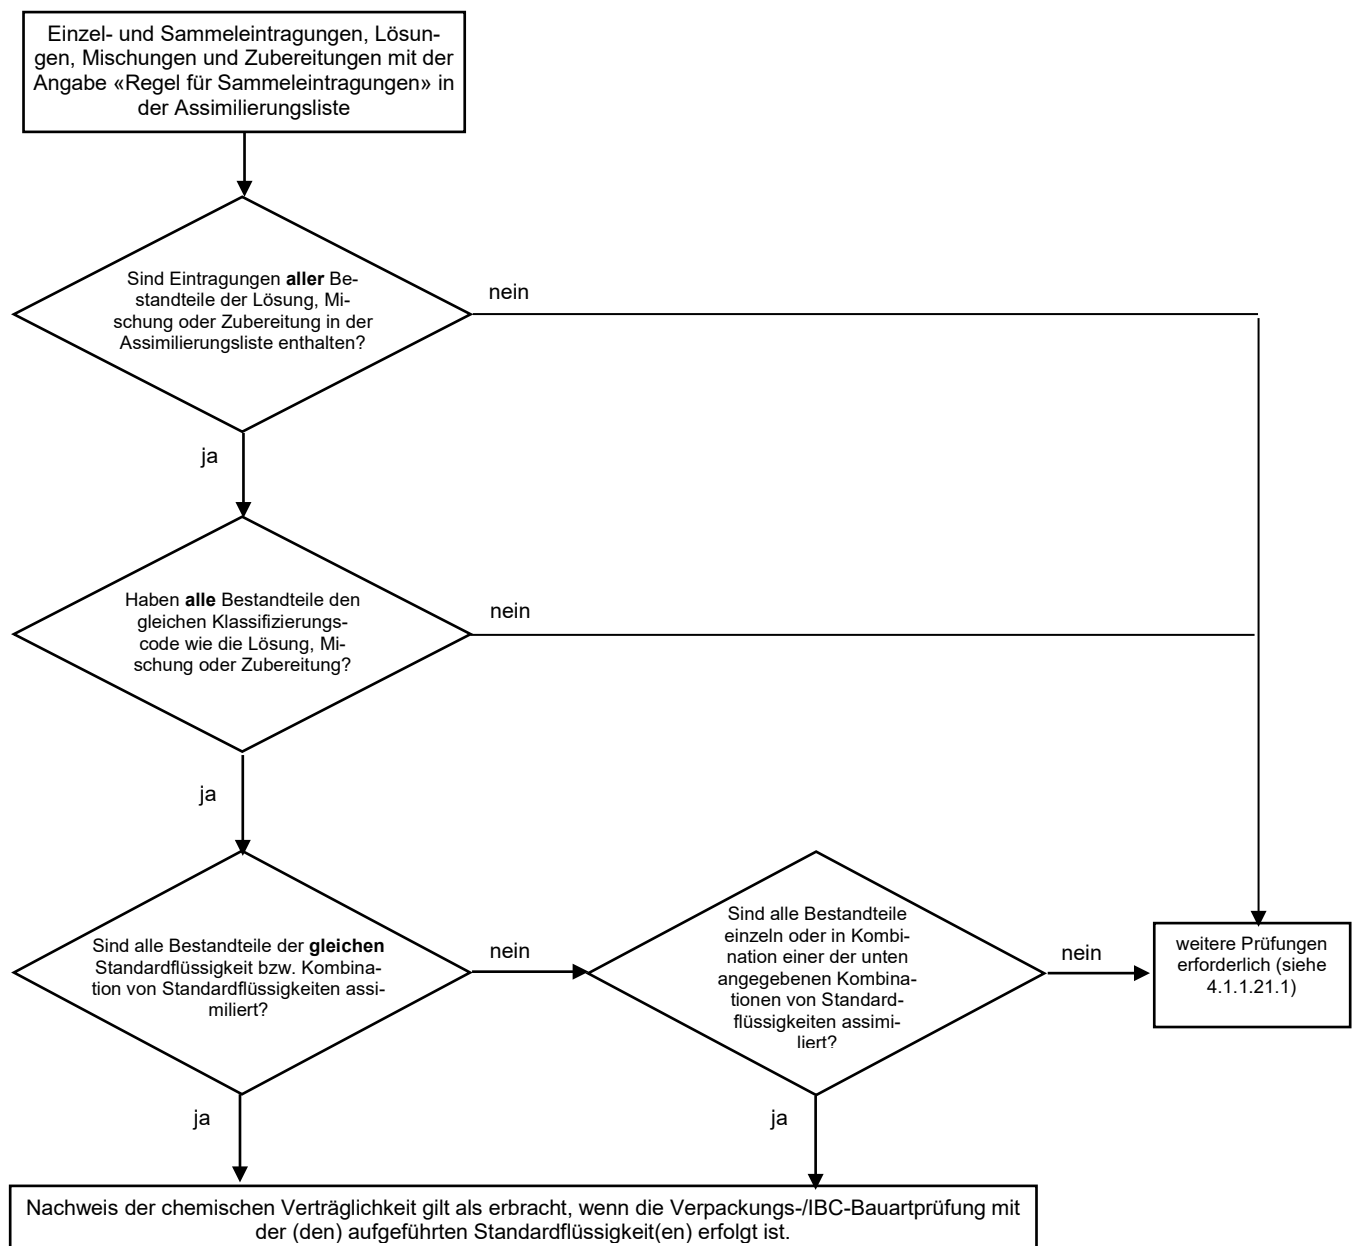 Einzel- und Sammeleintragungen, Lösun-
gen, Mischungen und Zubereitungen mit der
Angabe «Regel für Sammeleintragungen» in
der Assimilierungsliste
Sind Eintragungen aller Be-
standteile der Lösung, Mi-
schung oder Zubereitung in der
Assimilierungsliste enthalten?
nein
ja
Haben alle Bestandteile den
gleichen Klassifizierungs-
code wie die Lösung, Mi-
schung oder Zubereitung?
nein
ja
Sind alle Bestandteile der gleichen
Standardflüssigkeit bzw. Kombina-
tion von Standardflüssigkeiten assi-
miliert?
nein
Sind alle Bestandteile
einzeln oder in Kombi-
nation einer der unten
angegebenen Kombina-
tionen von Standard-
flüssigkeiten assimi-
liert?
nein
weitere Prüfungen
erforderlich (siehe
4.1.1.21.1)
ja
ja
Nachweis der chemischen Verträglichkeit gilt als erbracht, wenn die Verpackungs-/IBC-Bauartprüfung mit
der (den) aufgeführten Standardflüssigkeit(en) erfolgt ist.